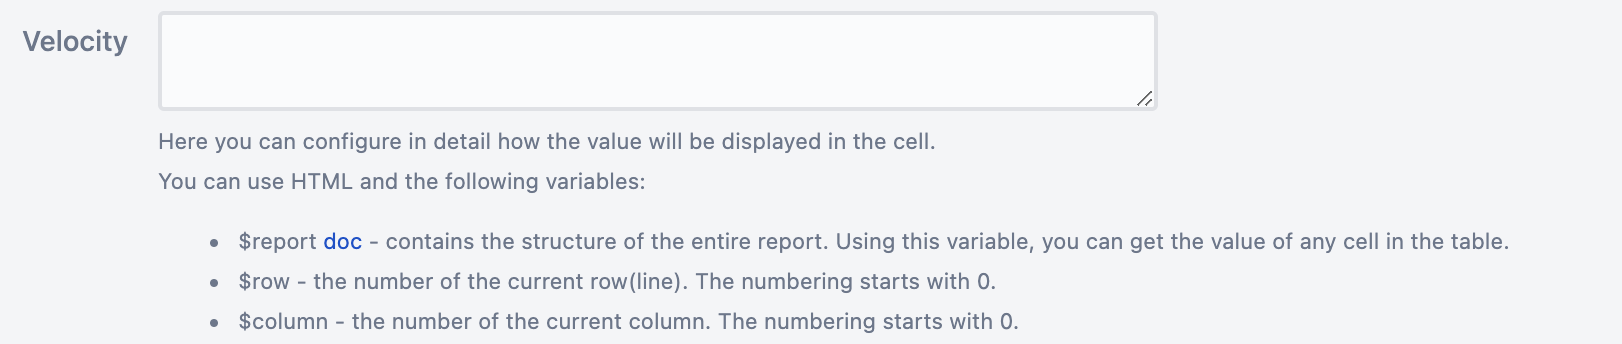 Velocity
Here you can configure in detail how the value will be displayed in the cell.
You can use HTML and the following variables:
• $report doc - contains the structure of the entire report. Using this variable, you can get the value of any cell in the table.
• $row - the number of the current row(line). The numbering starts with 0.
• $column - the number of the current column. The numbering starts with 0.